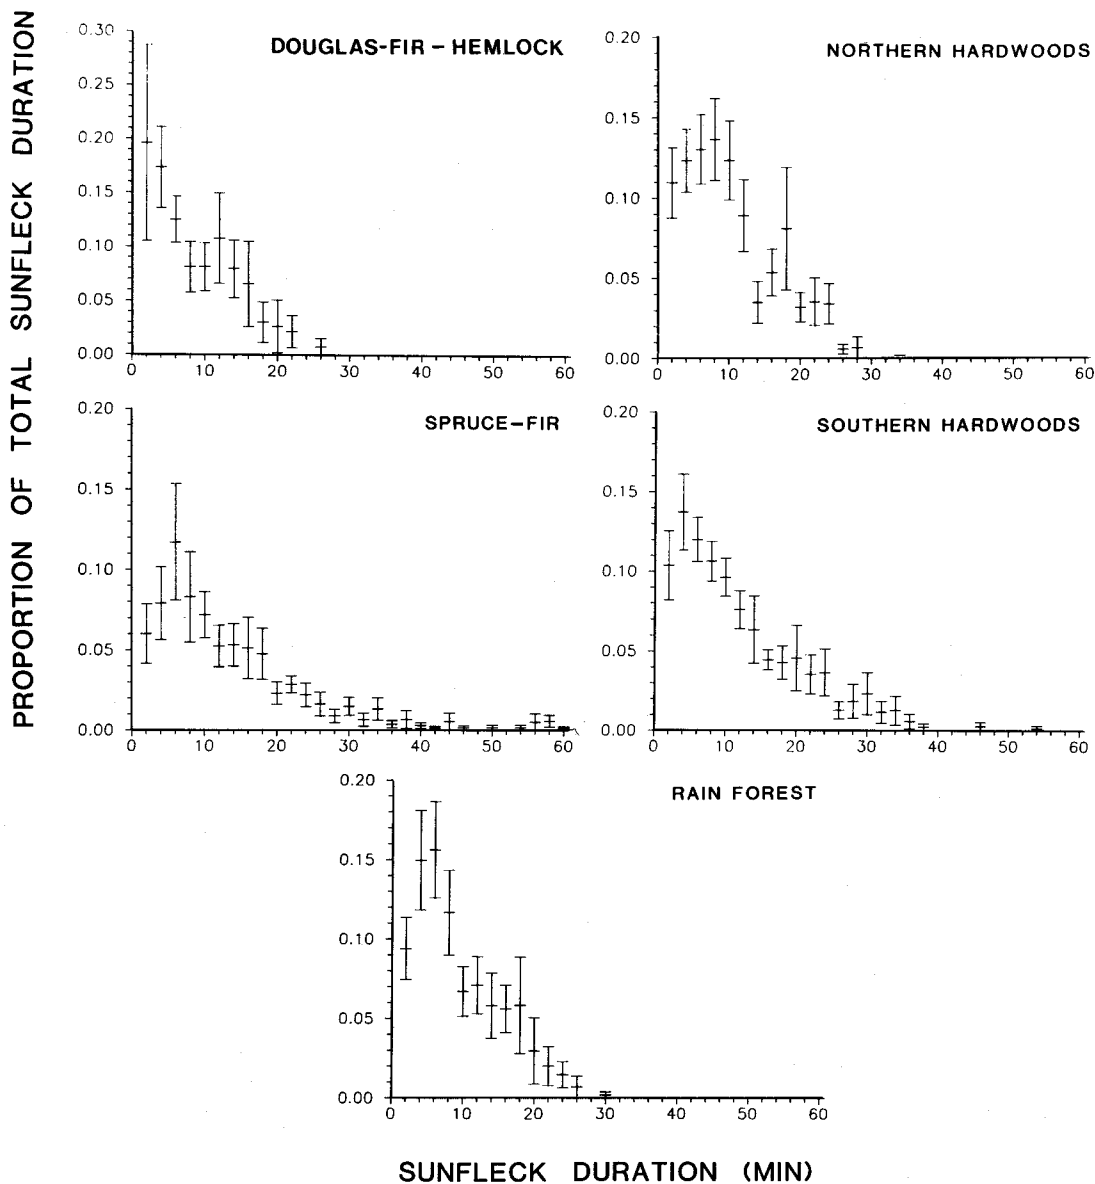 PROPORTION OF TOTAL SUNFLECK DURATION
DOUGLAS-FIR – HEMLOCK
0.30
0.25
0.20
0.15
0.10
0.05
0.00
0 10 20 30 40 50 60
NORTHERN HARDWOODS
0.20
0.15
0.10
0.05
0.00
0 10 20 30 40 50 60
SPRUCE–FIR
0.20
0.15
0.10
0.05
0.00
0 10 20 30 40 50 60
SOUTHERN HARDWOODS
0.20
0.15
0.10
0.05
0.00
0 10 20 30 40 50 60
RAIN FOREST
0.20
0.15
0.10
0.05
0.00
0 10 20 30 40 50 60
SUNFLECK DURATION (MIN)